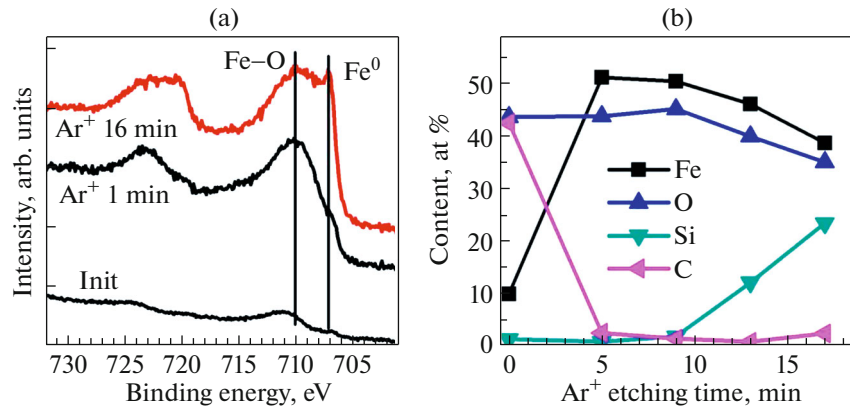 (a)
Fe–O
Fe⁰
Ar⁺ 16 min
Ar⁺ 1 min
Init
Intensity, arb. units
730 725 720 715 710 705
Binding energy, eV
(b)
50
40
30
20
10
0
Content, at %
Fe
O
Si
C
0 5 10 15
Ar⁺ etching time, min